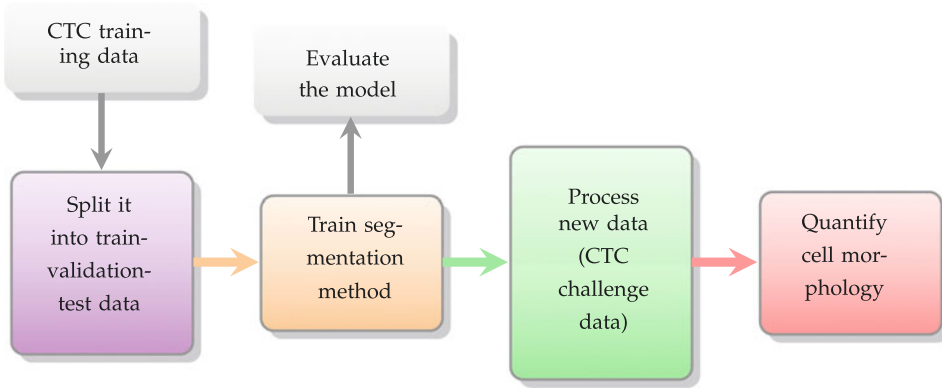 CTC train-
ing data
Evaluate
the model
Split it
into train-
validation-
test data
Train seg-
mentation
method
Process
new data
(CTC
challenge
data)
Quantify
cell mor-
phology